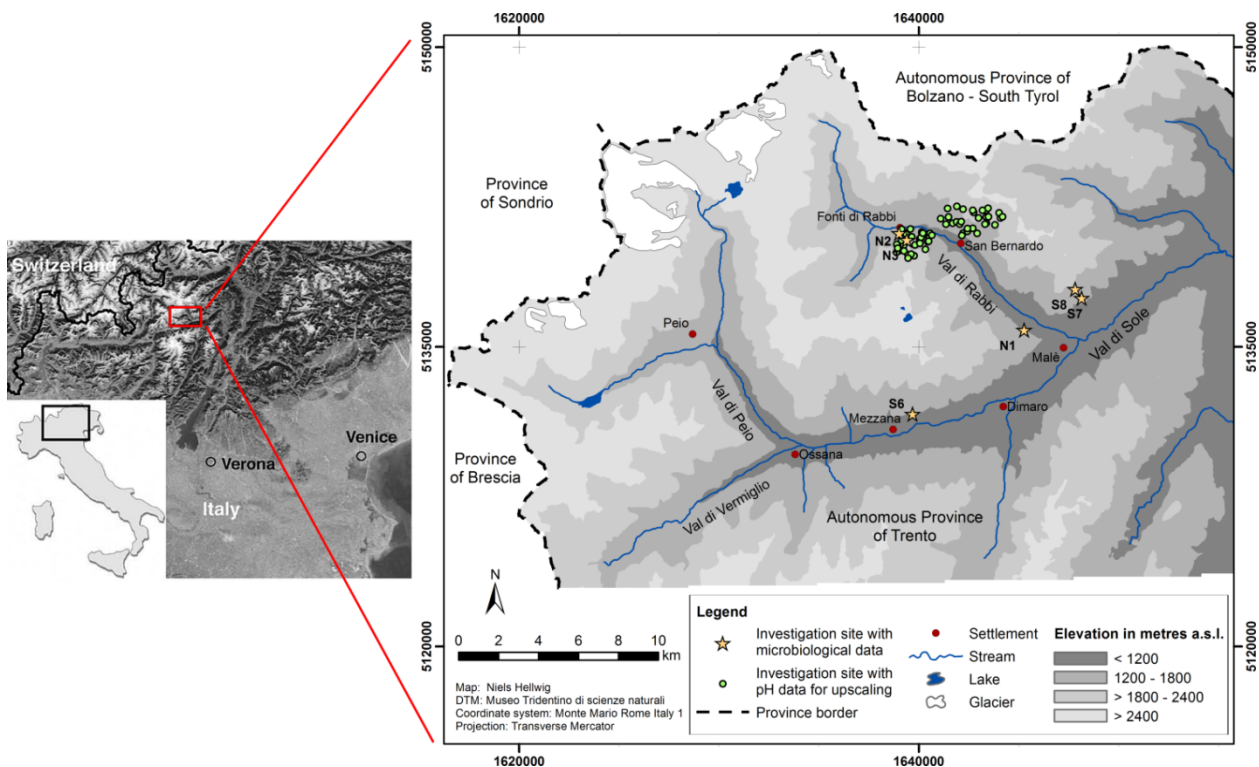 Switzerland
Verona
Venice
Italy
1620000
1640000
5150000
5150000
Autonomous Province of
Bolzano - South Tyrol
Province
of Sondrio
Fonti di Rabbi
N2
N3
San Bernardo
Val di Rabbi
S8
S7
Peio
N1
Malè
Val di Sole
5135000
5135000
Val di Peio
S6
Mezzana
Dimaro
Ossana
Province
of Brescia
Val di Vermiglio
Autonomous Province
of Trento
N
0 2 4 6 8 10
km
Map: Niels Hellwig
DTM: Museo Tridentino di scienze naturali
Coordinate system: Monte Mario Rome Italy 1
Projection: Transverse Mercator
Legend
Investigation site with
microbiological data
Investigation site with
pH data for upscaling
Province border
Settlement
Stream
Lake
Glacier
Elevation in metres a.s.l.
< 1200
1200 - 1800
> 1800 - 2400
> 2400
5120000
5120000
1620000
1640000